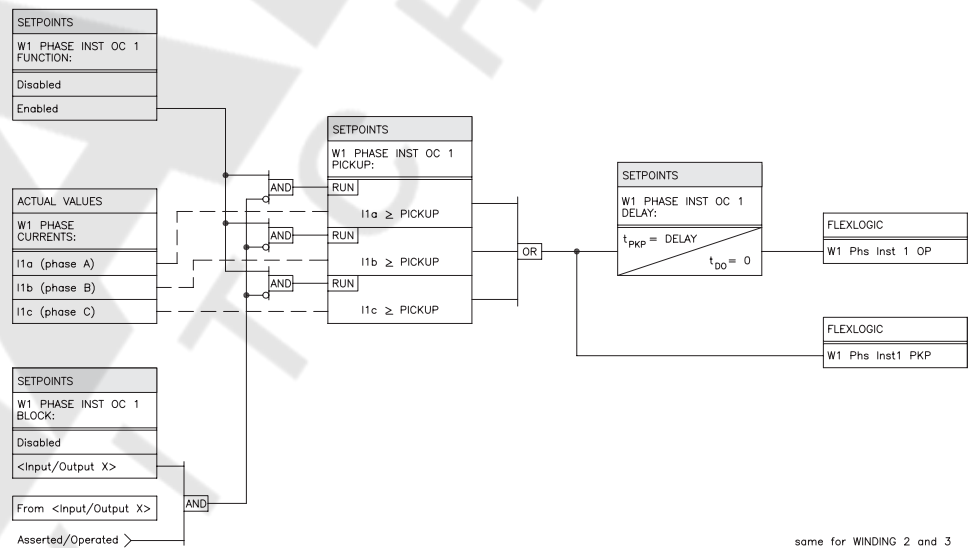 SETPOINTS
W1 PHASE INST OC 1
FUNCTION:
Disabled
Enabled
ACTUAL VALUES
W1 PHASE
CURRENTS:
I1a (phase A)
I1b (phase B)
I1c (phase C)
SETPOINTS
W1 PHASE INST OC 1
BLOCK:
Disabled
<Input/Output X>
From <Input/Output X>
Asserted/Operated
AND
AND
AND
AND
SETPOINTS
W1 PHASE INST OC 1
PICKUP:
RUN
I1a ≥ PICKUP
RUN
I1b ≥ PICKUP
RUN
I1c ≥ PICKUP
OR
SETPOINTS
W1 PHASE INST OC 1
DELAY:
tPKP = DELAY
tDO = 0
FLEXLOGIC
W1 Phs Inst 1 OP
FLEXLOGIC
W1 Phs Inst1 PKP
same for WINDING 2 and 3